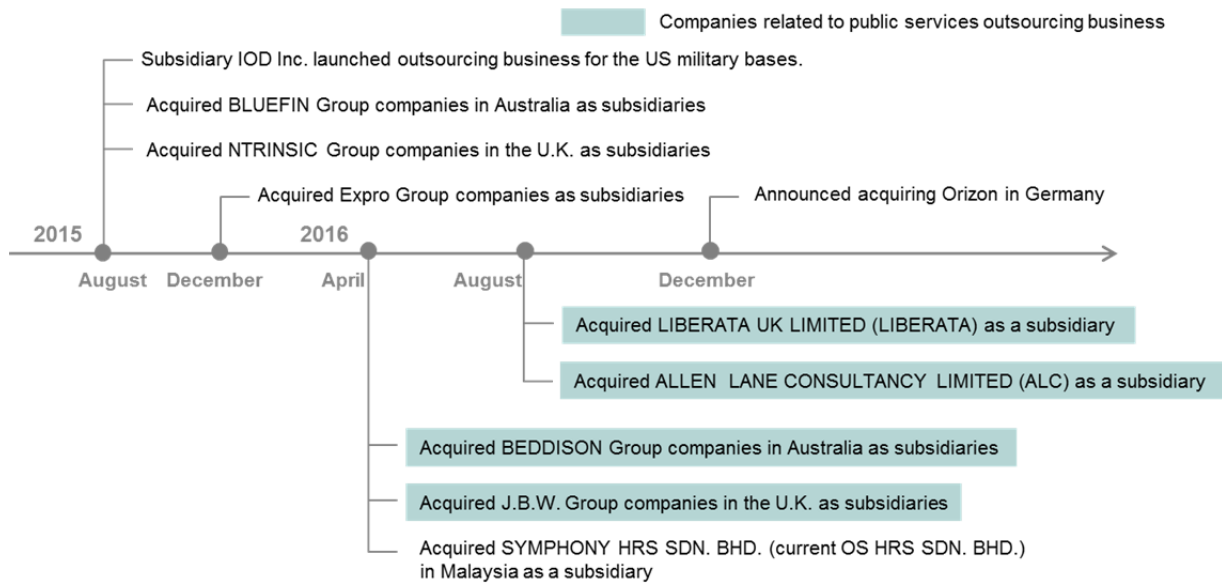 Companies related to public services outsourcing business
Subsidiary IOD Inc. launched outsourcing business for the US military bases.
Acquired BLUEFIN Group companies in Australia as subsidiaries
Acquired NTRINSIC Group companies in the U.K. as subsidiaries
Acquired Expro Group companies as subsidiaries
Announced acquiring Orizon in Germany
2015
2016
August
December
April
August
December
Acquired LIBERATA UK LIMITED (LIBERATA) as a subsidiary
Acquired ALLEN LANE CONSULTANCY LIMITED (ALC) as a subsidiary
Acquired BEDDISON Group companies in Australia as subsidiaries
Acquired J.B.W. Group companies in the U.K. as subsidiaries
Acquired SYMPHONY HRS SDN. BHD. (current OS HRS SDN. BHD.)
in Malaysia as a subsidiary